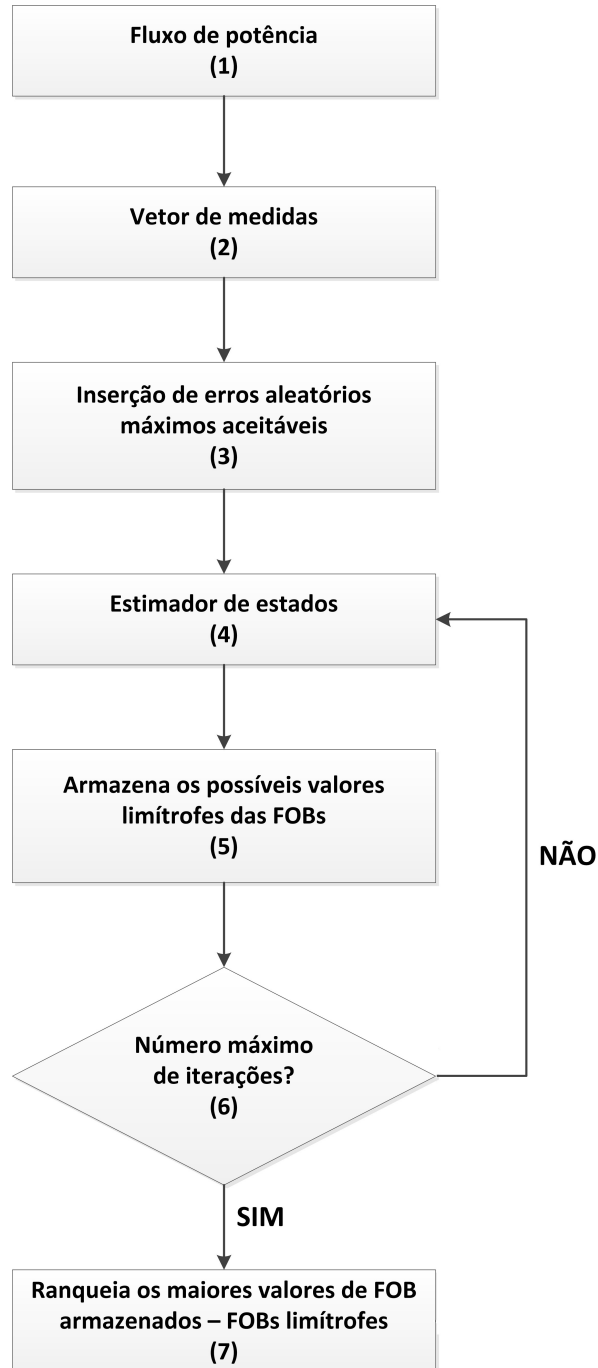 Fluxo de potência
(1)
Vetor de medidas
(2)
Inserção de erros aleatórios
máximos aceitáveis
(3)
Estimador de estados
(4)
Armazena os possíveis valores
limítrofes das FOBs
(5)
NÃO
Número máximo
de iterações?
(6)
SIM
Ranqueia os maiores valores de FOB
armazenados – FOBs limítrofes
(7)